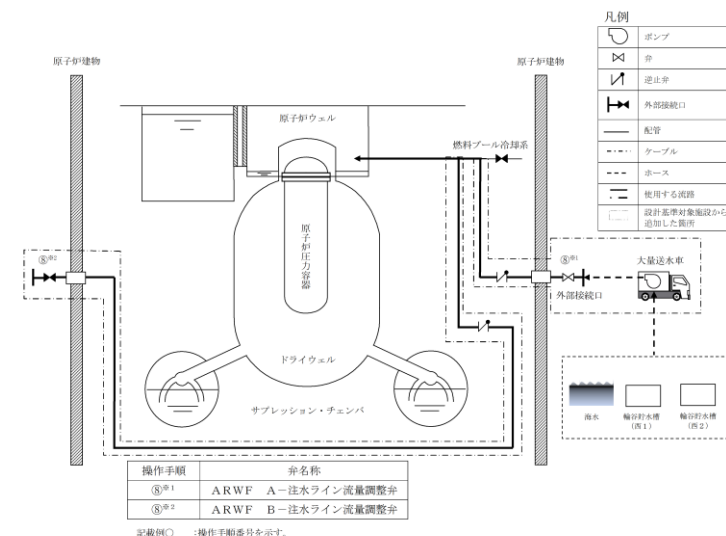 凡例
ポンプ
弁
逆止弁
外部接続口
配管
ケーブル
ホース
使用する流路
設計基準対象施設から
追加した箇所
原子炉建物
原子炉建物
原子炉ウェル
燃料プール冷却系
原子炉圧力容器
⑧※2
⑧※1
外部接続口
大量送水車
ドライウェル
サプレッション・チェンバ
海水
輪谷貯水槽
(西1)
輪谷貯水槽
(西2)
操作手順 弁名称
⑧※1 ARWF A-注水ライン流量調整弁
⑧※2 ARWF B-注水ライン流量調整弁
記載例○ :操作手順番号を示す。